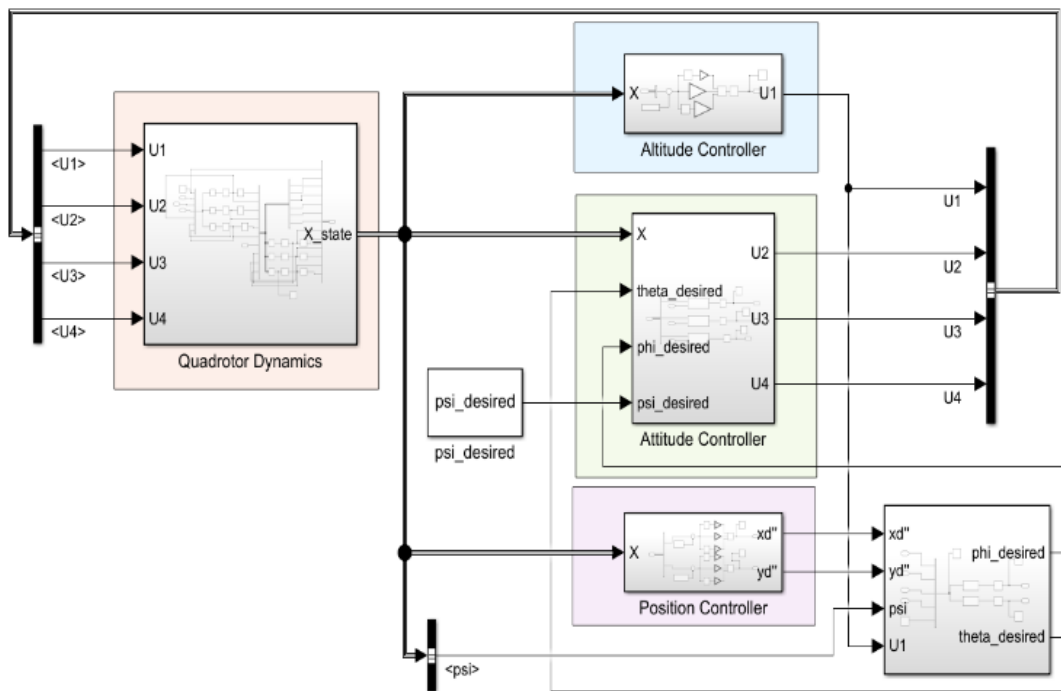 <U1>
<U2>
<U3>
<U4>
U1
U2
U3
U4
X_state
Quadrotor Dynamics
X
U1
Altitude Controller
X
theta_desired
phi_desired
psi_desired
U2
U3
U4
Attitude Controller
psi_desired
psi_desired
U1
U2
U3
U4
X
xd"
yd"
Position Controller
<psi>
xd"
yd"
psi
U1
phi_desired
theta_desired